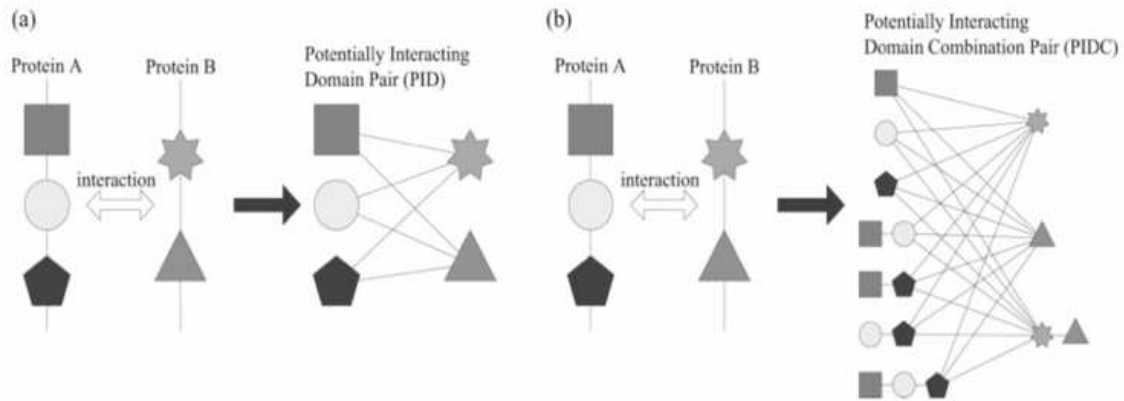 (a)
Protein A
Protein B
Potentially Interacting
Domain Pair (PID)
interaction
(b)
Protein A
Protein B
Potentially Interacting
Domain Combination Pair (PIDC)
interaction